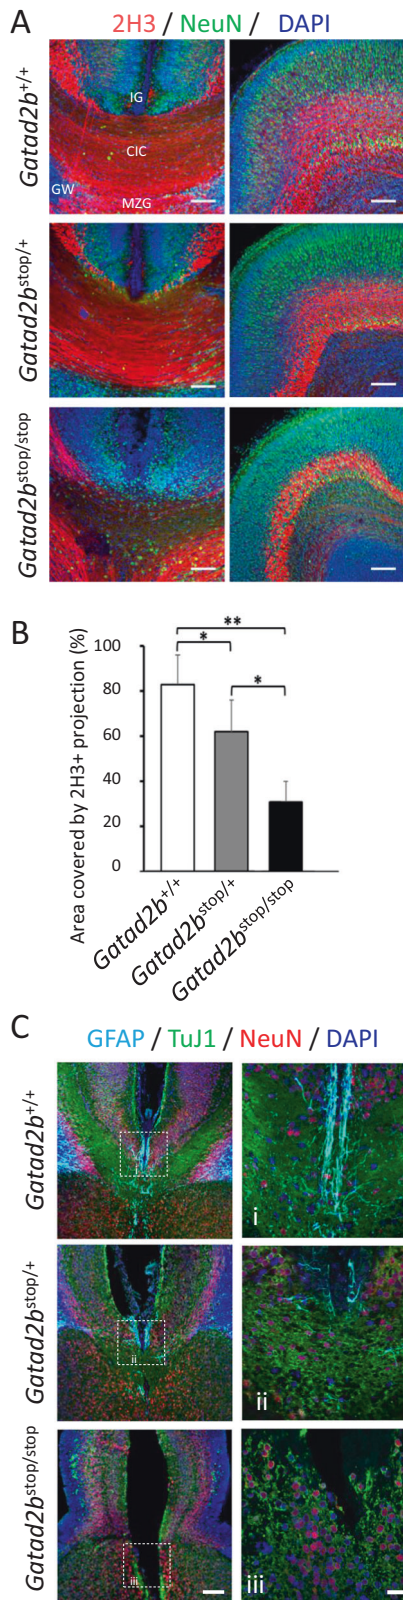 A
2H3 / NeuN / DAPI
Gatad2b+/+
IG
CIC
GW
MZG
Gatad2bstop/+
Gatad2bstop/stop
B
Area covered by 2H3+ projection (%)
100
80
60
40
20
0
**
*
*
Gatad2b+/+
Gatad2bstop/+
Gatad2bstop/stop
C
GFAP / TuJ1 / NeuN / DAPI
Gatad2b+/+
i
i
Gatad2bstop/+
ii
ii
Gatad2bstop/stop
iii
iii